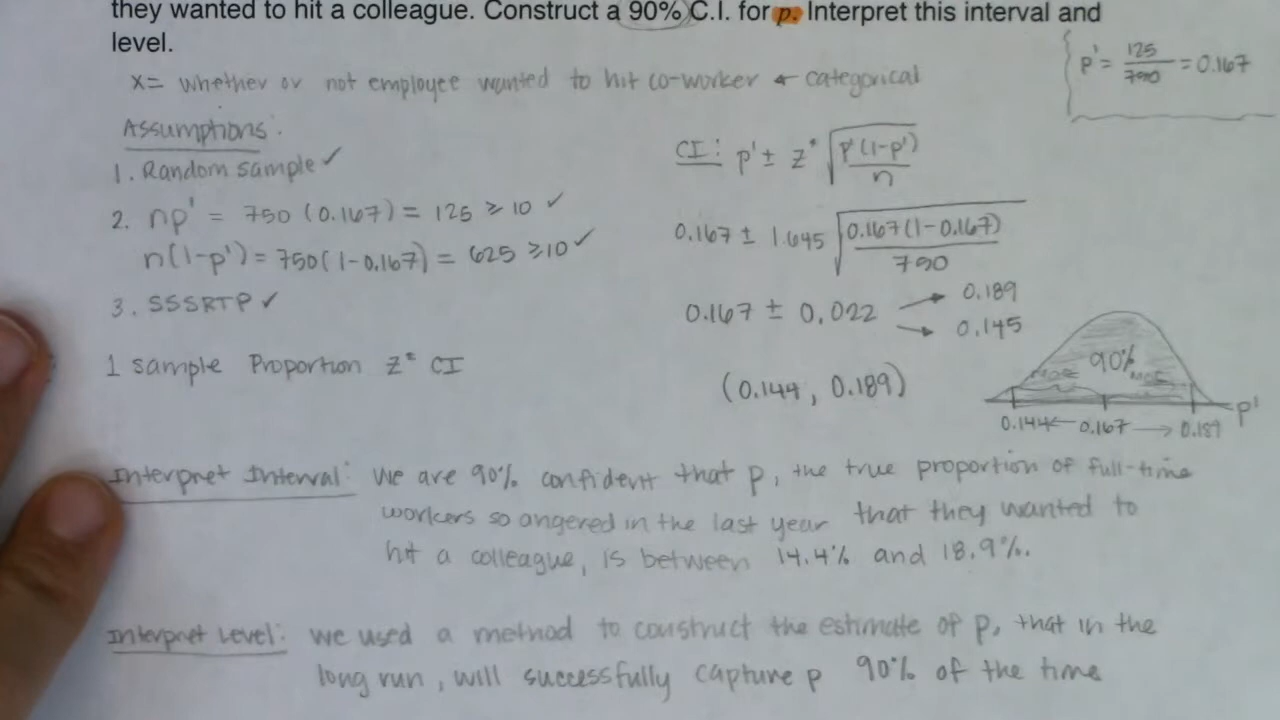 they wanted to hit a colleague. Construct a 90% C.I. for p. Interpret this interval and
level.
p' = 125/750 = 0.167
x = whether or not employee wanted to hit co-worker ← categorical
Assumptions:
1. Random sample ✓
2. np' = 750 (0.167) = 125 ≥ 10 ✓
n(1-p') = 750(1-0.167) = 625 ≥ 10 ✓
3. SSSRTP ✓
1 sample Proportion z* CI
CI: p' ± z* √(p'(1-p')/n)
0.167 ± 1.645 √(0.167(1-0.167)/750)
0.167 ± 0.022 → 0.189
→ 0.145
(0.144, 0.189)
90%
MOE MOE
0.144 ← 0.167 → 0.189 p'
Interpret Interval: We are 90% confident that p, the true proportion of full-time
workers so angered in the last year that they wanted to
hit a colleague, is between 14.4% and 18.9%.
Interpret Level: we used a method to construct the estimate of p, that in the
long run, will successfully capture p 90% of the time